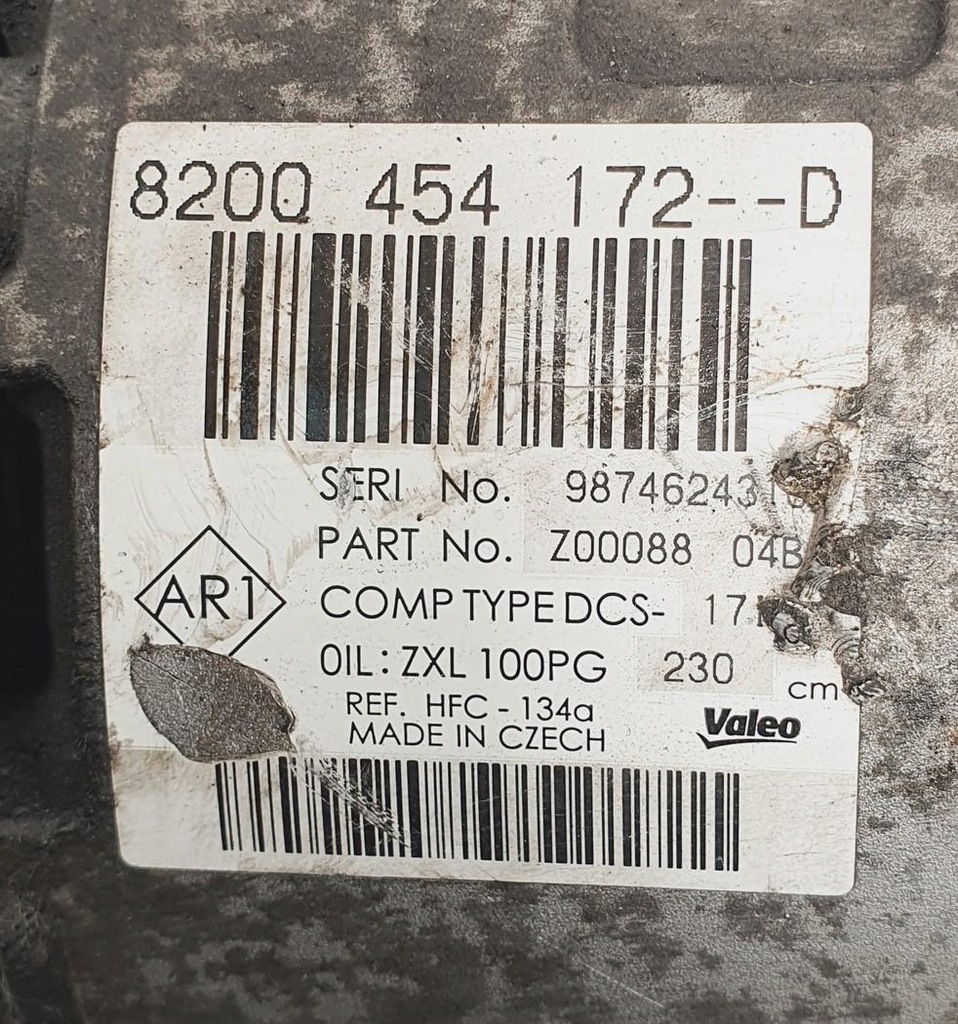 8200 454 172--D
SERI No. 987462431
PART No. Z00088 04B
AR1
COMP TYPE DCS- 17
OIL: ZXL 100PG 230 cm
REF. HFC - 134a
MADE IN CZECH
Valeo